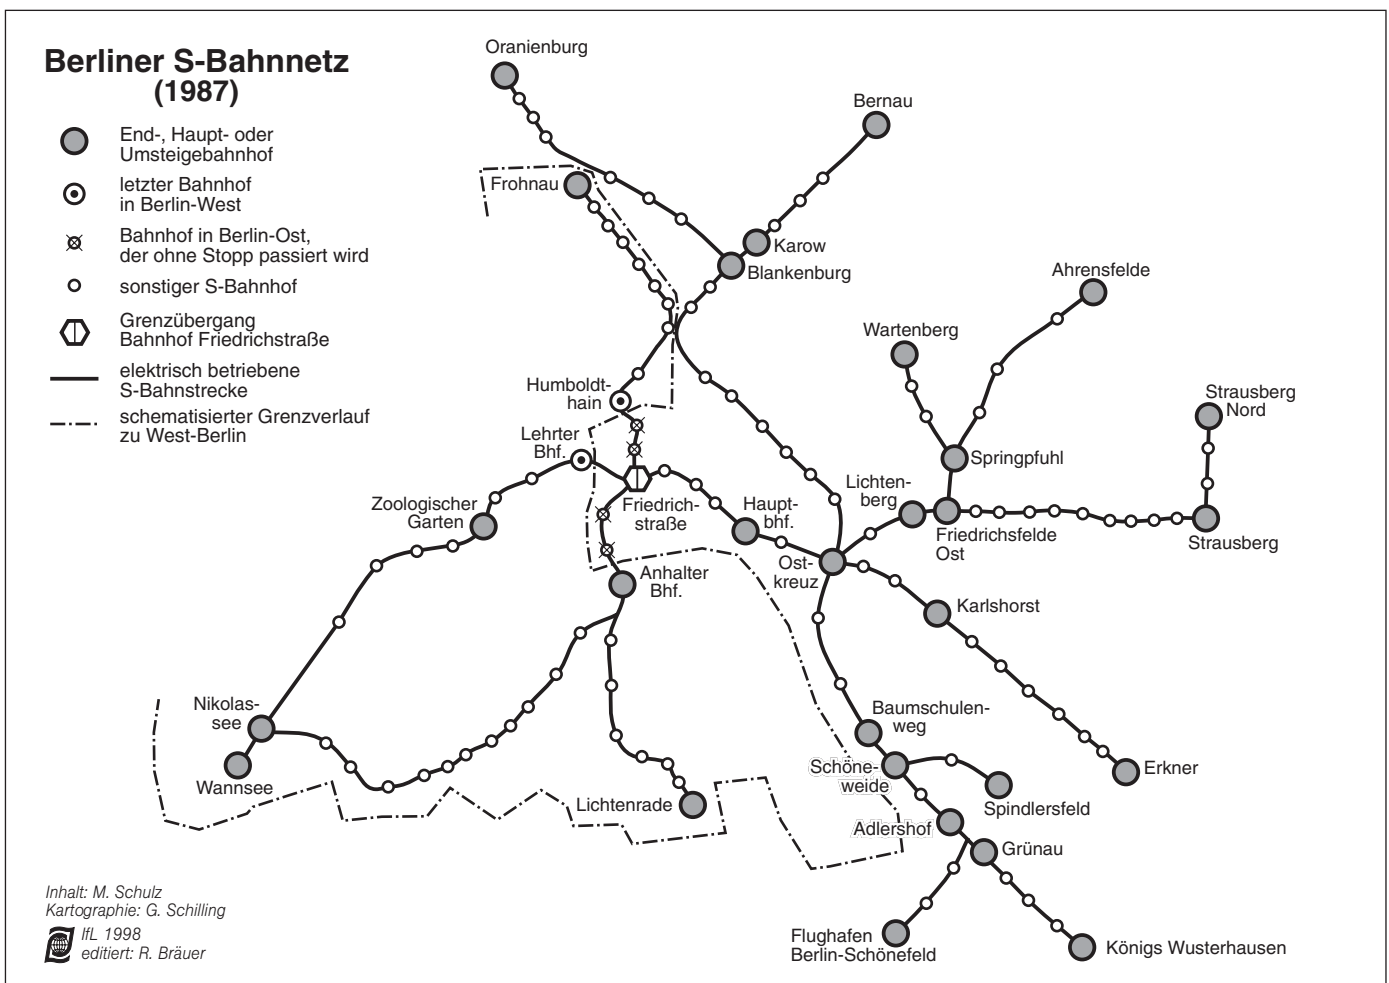 Berliner S-Bahnnetz
(1987)
End-, Haupt- oder
Umsteigebahnhof
letzter Bahnhof
in Berlin-West
Bahnhof in Berlin-Ost,
der ohne Stopp passiert wird
sonstiger S-Bahnhof
Grenzübergang
Bahnhof Friedrichstraße
elektrisch betriebene
S-Bahnstrecke
schematisierter Grenzverlauf
zu West-Berlin
Oranienburg
Bernau
Frohnau
Karow
Blankenburg
Ahrensfelde
Wartenberg
Humboldt-
hain
Strausberg
Nord
Lehrter
Bhf.
Springpfuhl
Lichten-
berg
Zoologischer
Garten
Friedrich-
straße
Haupt-
bhf.
Friedrichsfelde
Ost
Strausberg
Ost-
kreuz
Anhalter
Bhf.
Karlshorst
Nikolas-
see
Baumschulen-
weg
Wannsee
Schöne-
weide
Erkner
Lichtenrade
Spindlersfeld
Adlershof
Grünau
Flughafen
Berlin-Schönefeld
Königs Wusterhausen
Inhalt: M. Schulz
Kartographie: G. Schilling
IfL 1998
editiert: R. Bräuer